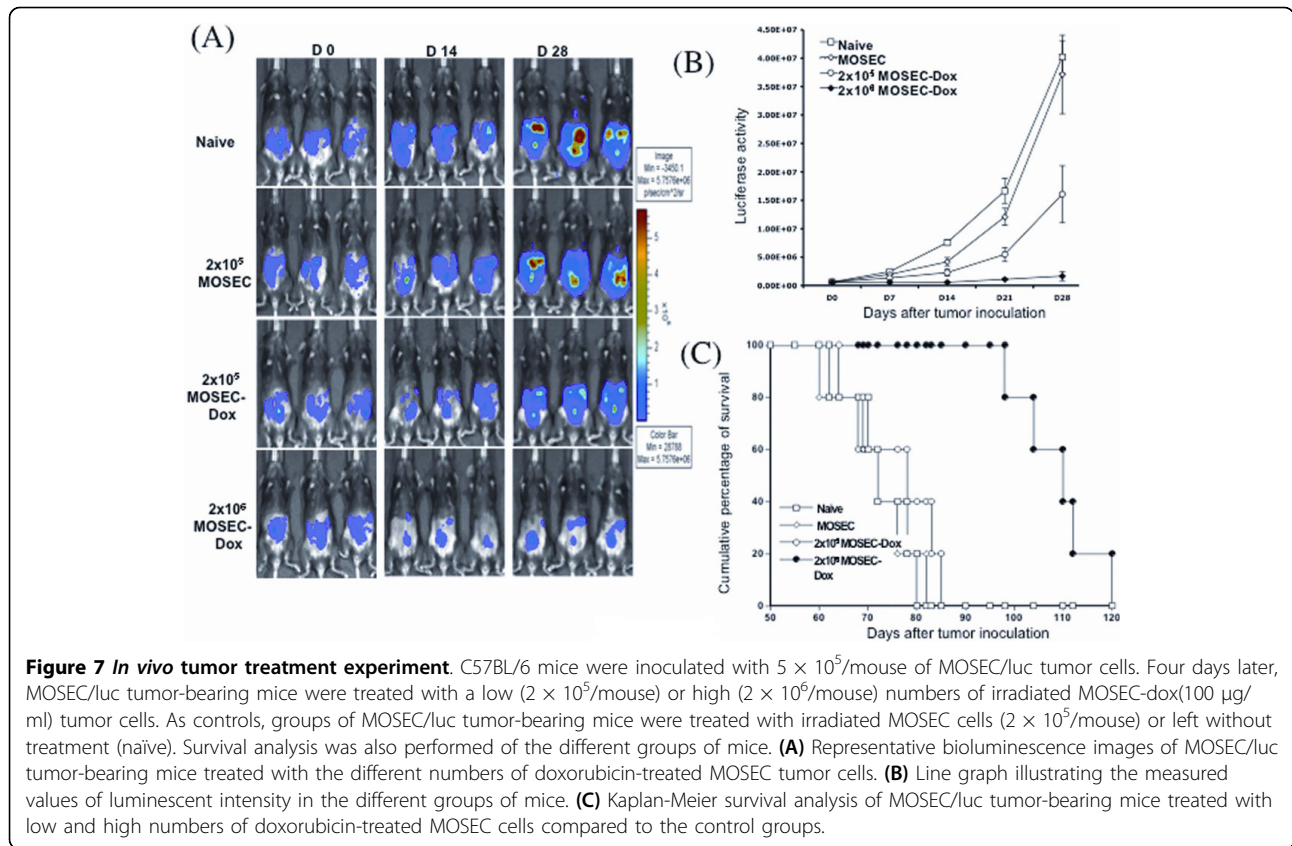 (A)
D 0 D 14 D 28
Naive
2x10⁵
MOSEC
2x10⁵
MOSEC-
Dox
2x10⁶
MOSEC-
Dox
Image
Min = -3450.1
Max = 5.7576e+06
p/sec/cm^2/sr
5
4
3
2
1
Color Bar
Min = 28788
Max = 5.7576e+06
(B)
Naive
MOSEC
2x10⁵ MOSEC-Dox
2x10⁶ MOSEC-Dox
Luciferase activity
4.50E+07
4.00E+07
3.50E+07
3.00E+07
2.50E+07
2.00E+07
1.50E+07
1.00E+07
5.00E+06
0.00E+00
D0 D7 D14 D21 D28
Days after tumor inoculation
(C)
Cumulative percentage of survival
100
80
60
40
20
0
Naive
MOSEC
2x10⁵ MOSEC-Dox
2x10⁶ MOSEC-
Dox
50 60 70 80 90 100 110 120
Days after tumor inoculation
Figure 7 In vivo tumor treatment experiment. C57BL/6 mice were inoculated with 5 × 10⁵/mouse of MOSEC/luc tumor cells. Four days later,
MOSEC/luc tumor-bearing mice were treated with a low (2 × 10⁵/mouse) or high (2 × 10⁶/mouse) numbers of irradiated MOSEC-dox(100 μg/
ml) tumor cells. As controls, groups of MOSEC/luc tumor-bearing mice were treated with irradiated MOSEC cells (2 × 10⁵/mouse) or left without
treatment (naïve). Survival analysis was also performed of the different groups of mice. (A) Representative bioluminescence images of MOSEC/luc
tumor-bearing mice treated with the different numbers of doxorubicin-treated MOSEC tumor cells. (B) Line graph illustrating the measured
values of luminescent intensity in the different groups of mice. (C) Kaplan-Meier survival analysis of MOSEC/luc tumor-bearing mice treated with
low and high numbers of doxorubicin-treated MOSEC cells compared to the control groups.